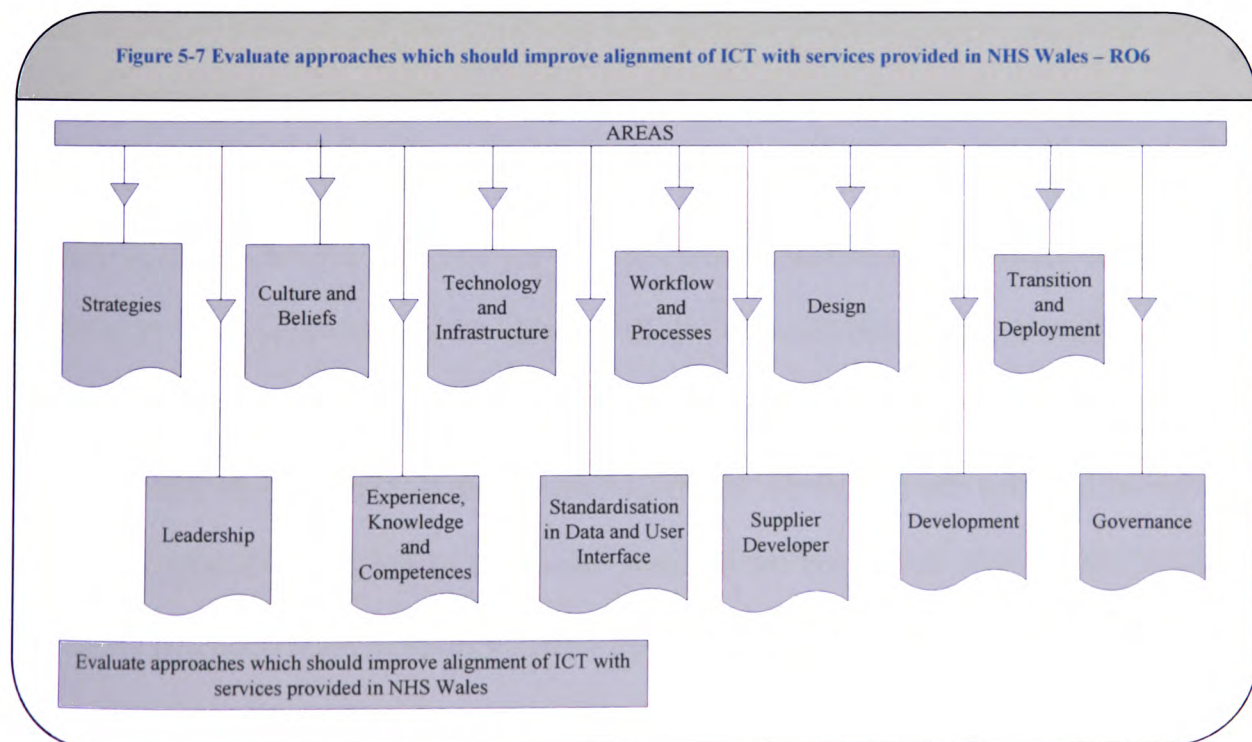 Figure 5-7 Evaluate approaches which should improve alignment of ICT with services provided in NHS Wales – RO6
AREAS
Strategies
Culture and
Beliefs
Technology
and
Infrastructure
Workflow
and
Processes
Design
Transition
and
Deployment
Leadership
Experience,
Knowledge
and
Competences
Standardisation
in Data and User
Interface
Supplier
Developer
Development
Governance
Evaluate approaches which should improve alignment of ICT with
services provided in NHS Wales